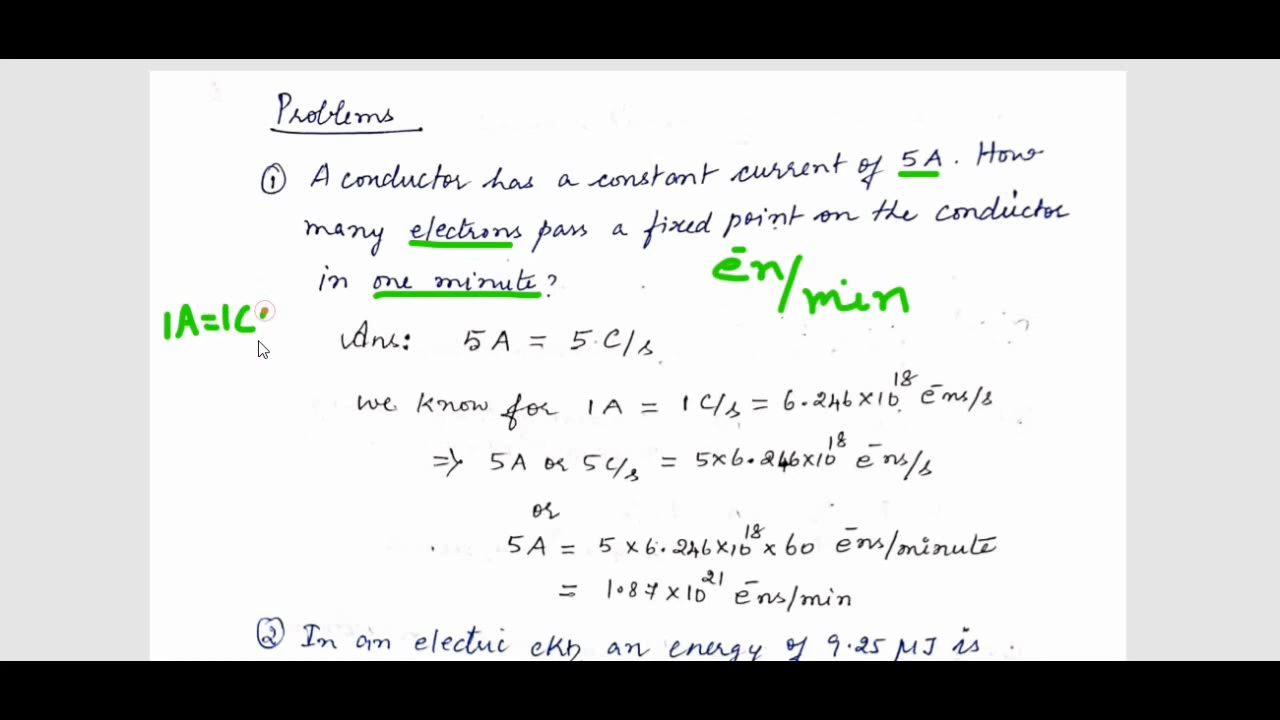 Problems
① A conductor has a constant current of 5A. How
many electrons pass a fixed point on the conductor
in one minute?
ēn/min
1A=1C
Ans: 5A = 5.C/s
we know for 1A = 1C/s = 6.246×10^18 ēns/s
=> 5A or 5C/s = 5×6.246×10^18 ēns/s
or
5A = 5×6.246×10^18×60 ēns/minute
= 1.87×10^21 ēns/min
② In an electric ckt, an energy of 9.25 μJ is